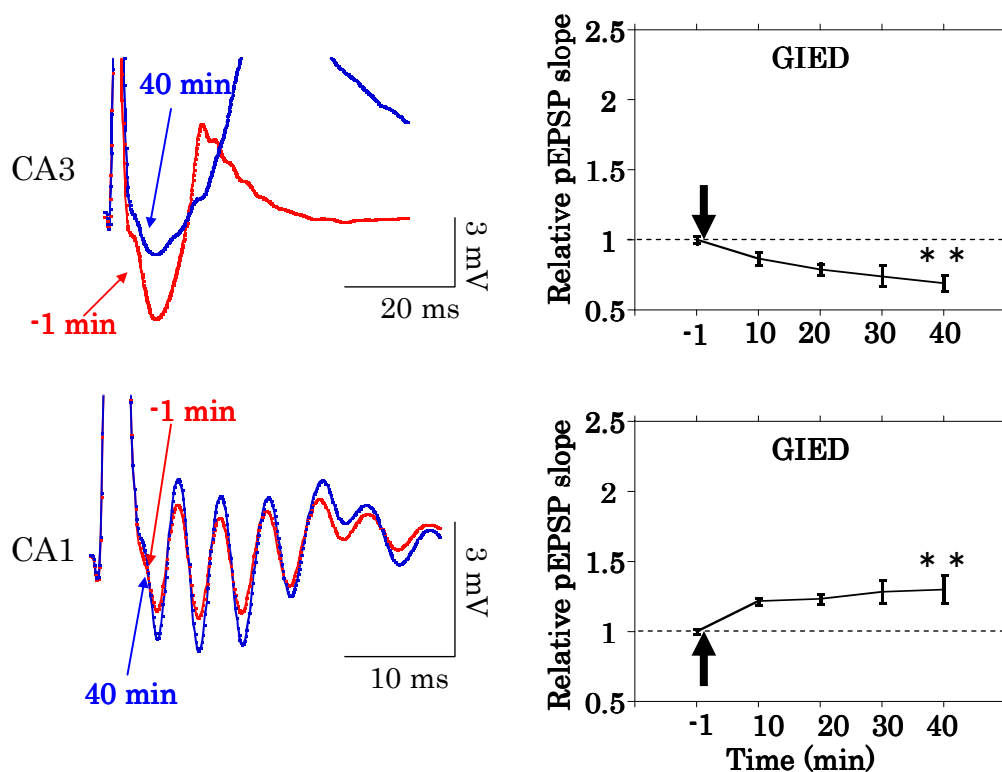 CA3
40 min
-1 min
3 mV
20 ms
Relative pEPSP slope
GIED
2.5
2
1.5
1
0.5
* *
-1 10 20 30 40
CA1
-1 min
40 min
3 mV
10 ms
Relative pEPSP slope
GIED
2.5
2
1.5
1
0.5
* *
-1 10 20 30 40
Time (min)